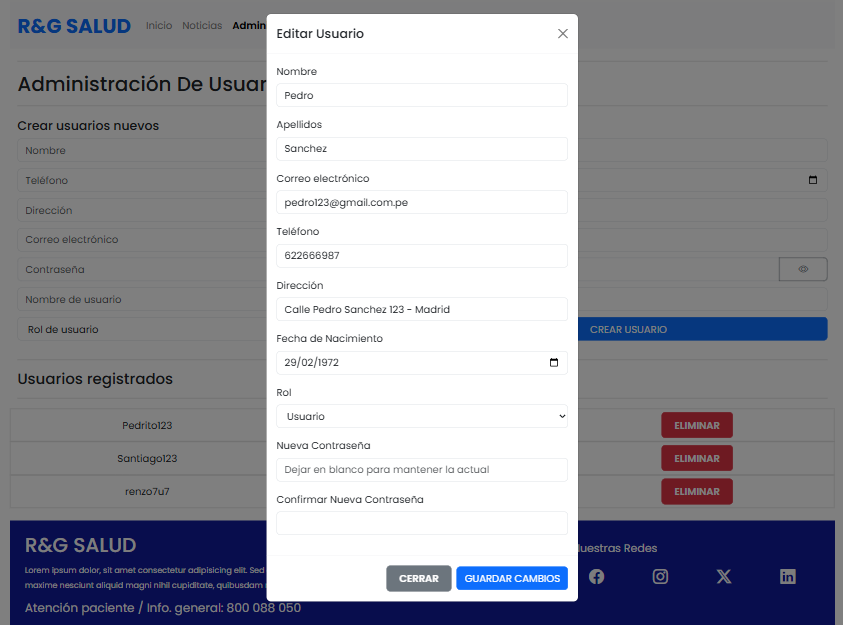 R&G SALUD
Inicio
Noticias
Admin
Editar Usuario
Administración De Usuar
Crear usuarios nuevos
Nombre
Teléfono
Dirección
Correo electrónico
Contraseña
Nombre de usuario
Rol de usuario
CREAR USUARIO
Nombre
Pedro
Apellidos
Sanchez
Correo electrónico
pedro123@gmail.com.pe
Teléfono
622666987
Dirección
Calle Pedro Sanchez 123 - Madrid
Fecha de Nacimiento
29/02/1972
Rol
Usuario
Nueva Contraseña
Dejar en blanco para mantener la actual
Confirmar Nueva Contraseña
CERRAR
GUARDAR CAMBIOS
Usuarios registrados
Pedrito123
ELIMINAR
Santiago123
ELIMINAR
renzo7u7
ELIMINAR
R&G SALUD
Lorem ipsum dolor, sit amet consectetur adipisicing elit. Sed
maxime nesciunt aliquid magni nihil cupiditate, quibusdam
Atención paciente / Info. general: 800 088 050
uestras Redes